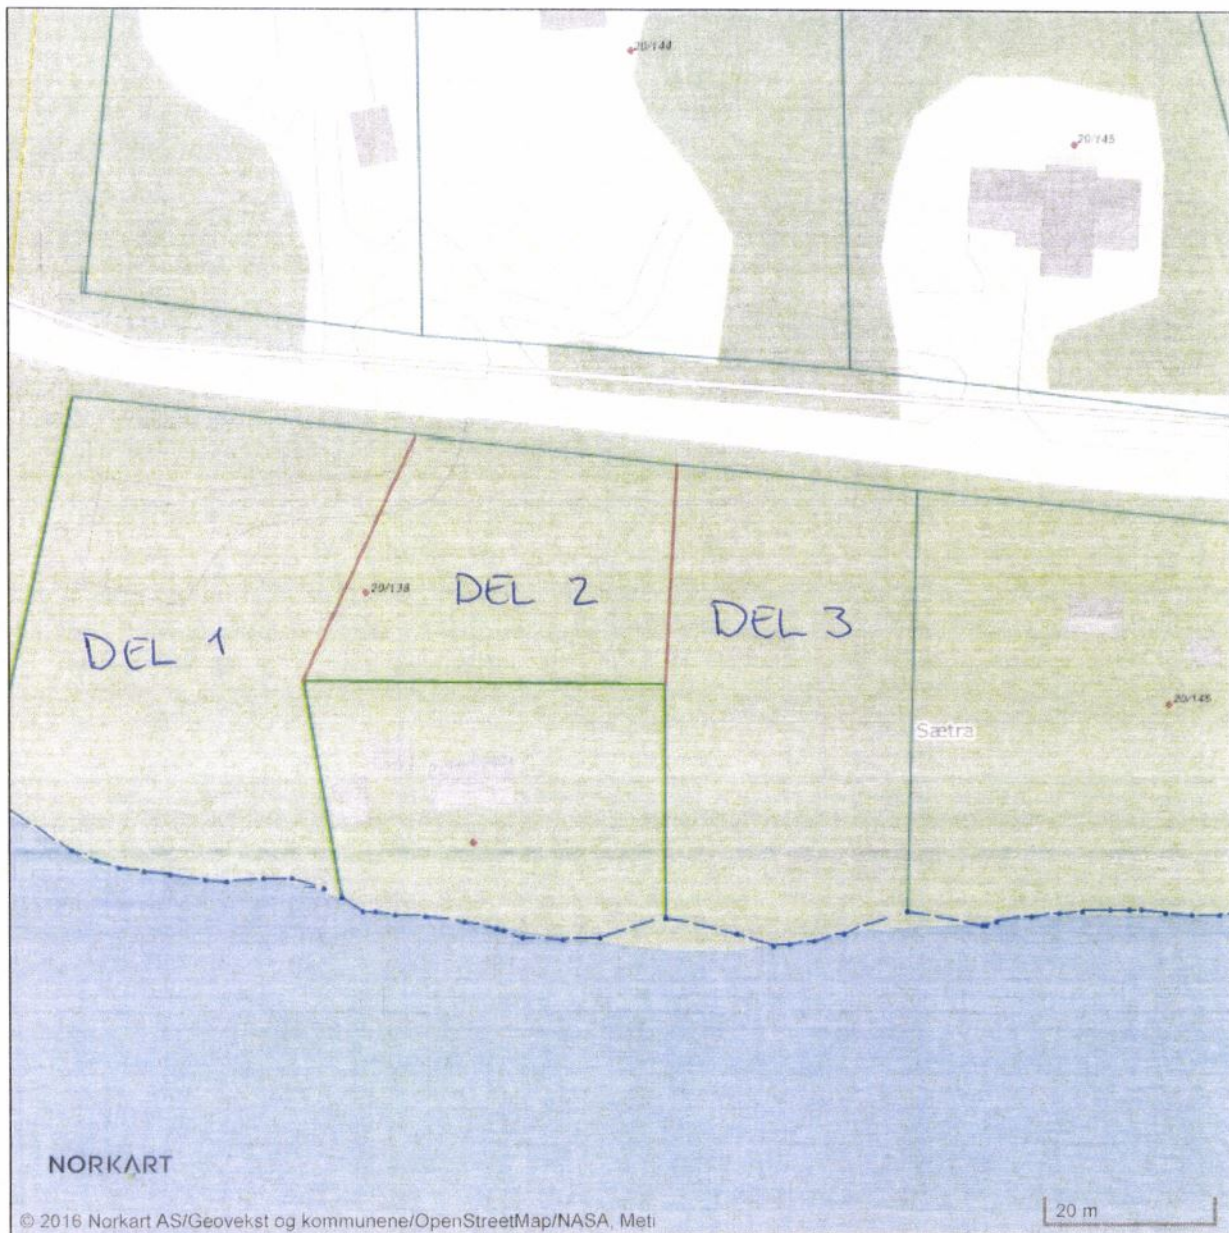 20/144
20/145
20/138
DEL 2
DEL 3
DEL 1
20/145
Sætra
NORKART
20 m
© 2016 Norkart AS/Geovekst og kommunene/OpenStreetMap/NASA, Meti